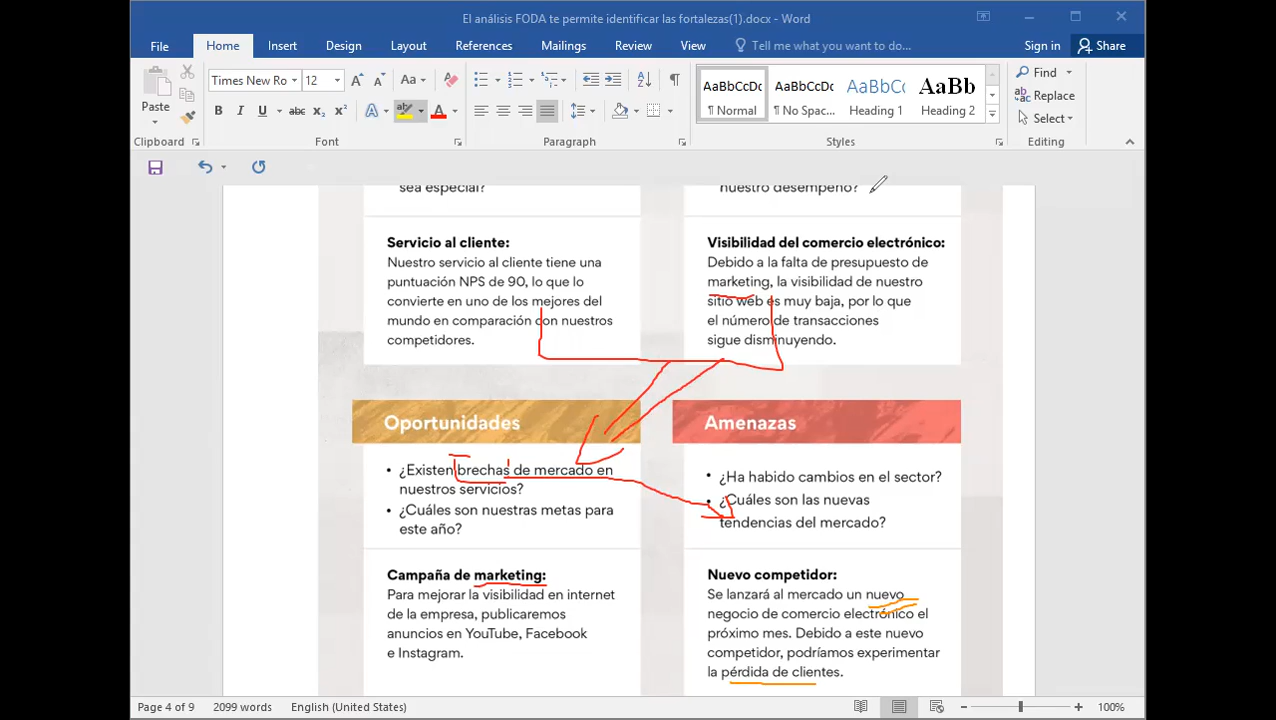 El análisis FODA te permite identificar las fortalezas(1).docx - Word
File Home Insert Design Layout References Mailings Review View Tell me what you want to do... Sign in Share
Times New Ro 12 Aa
AaBbCcDc AaBbCcDc AaBbCc AaBb
Find
Replace
Select
Paste
B I U abc x₂ x² A A
¶ Normal ¶ No Spac... Heading 1 Heading 2
Clipboard Font Paragraph Styles Editing
sea especial?
Servicio al cliente:
Nuestro servicio al cliente tiene una
puntuación NPS de 90, lo que lo
convierte en uno de los mejores del
mundo en comparación con nuestros
competidores.
nuestro desempeño?
Visibilidad del comercio electrónico:
Debido a la falta de presupuesto de
marketing, la visibilidad de nuestro
sitio web es muy baja, por lo que
el número de transacciones
sigue disminuyendo.
Oportunidades
• ¿Existen brechas de mercado en
nuestros servicios?
• ¿Cuáles son nuestras metas para
este año?
Campaña de marketing:
Para mejorar la visibilidad en internet
de la empresa, publicaremos
anuncios en YouTube, Facebook
e Instagram.
Amenazas
• ¿Ha habido cambios en el sector?
• ¿Cuáles son las nuevas
tendencias del mercado?
Nuevo competidor:
Se lanzará al mercado un nuevo
negocio de comercio electrónico el
próximo mes. Debido a este nuevo
competidor, podríamos experimentar
la pérdida de clientes.
Page 4 of 9 2099 words English (United States) 100%